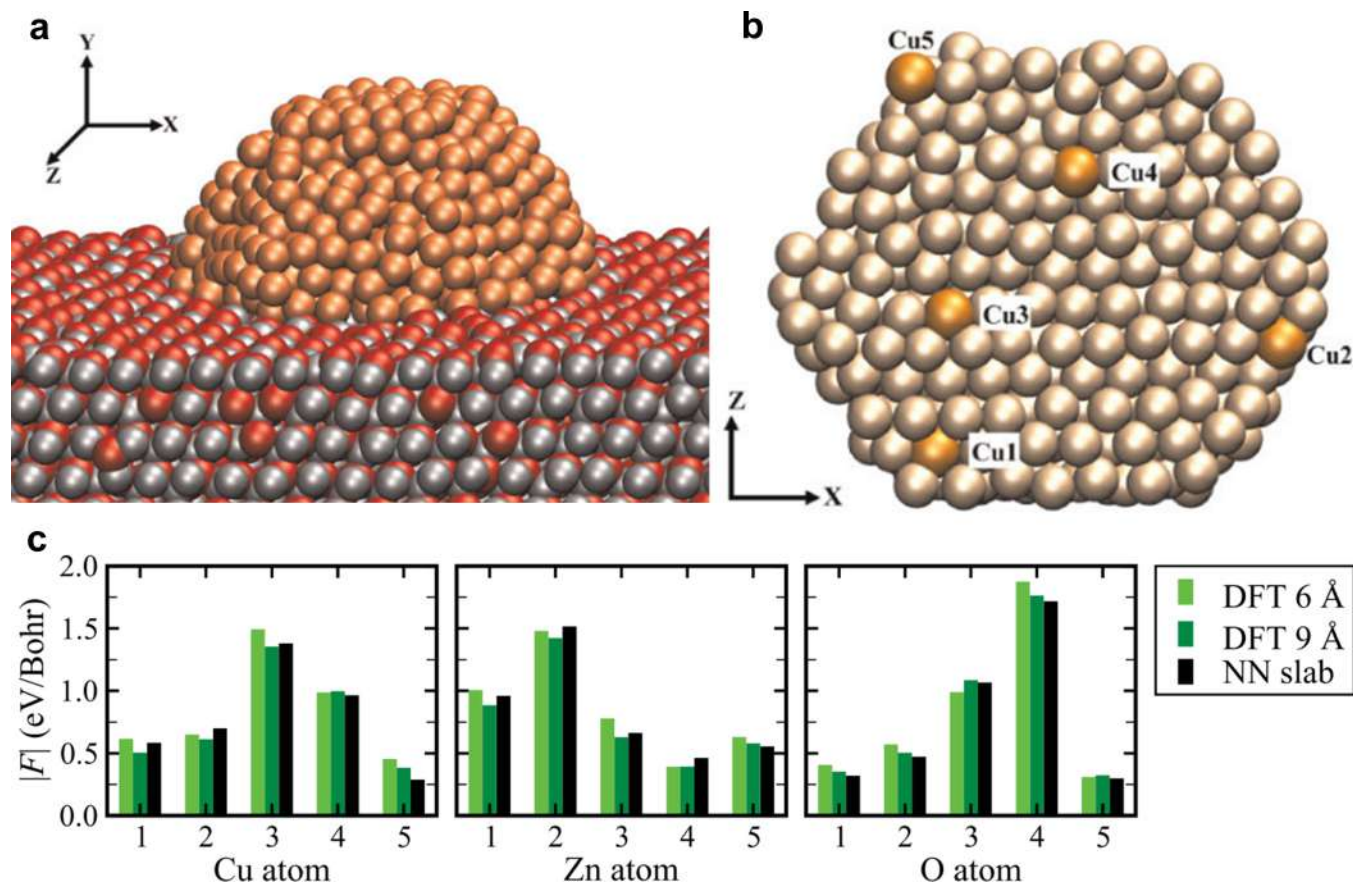 a
Y
X
Z
b
Cu5
Cu4
Cu3
Cu2
Cu1
Z
X
c
|F| (eV/Bohr)
2.0
1.5
1.0
0.5
0.0
1 2 3 4 5
Cu atom
1 2 3 4 5
Zn atom
1 2 3 4 5
O atom
DFT 6 Å
DFT 9 Å
NN slab